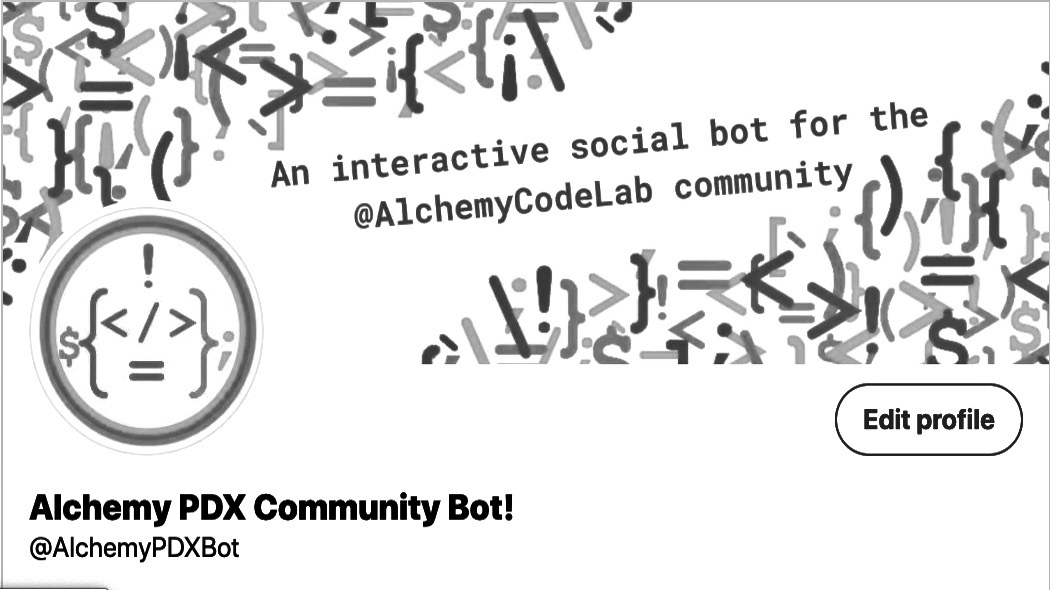 An interactive social bot for the
@AlchemyCodeLab community
!
${</>};
=
Edit profile
Alchemy PDX Community Bot!
@AlchemyPDXBot